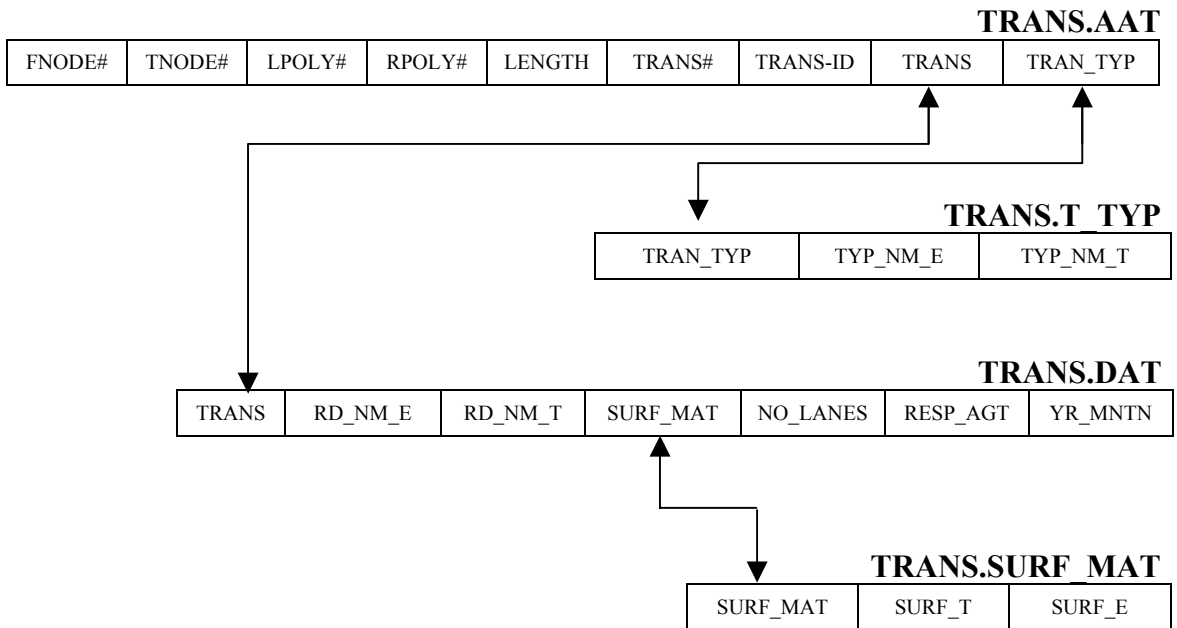 TRANS.AAT
FNODE# TNODE# LPOLY# RPOLY# LENGTH TRANS# TRANS-ID TRANS TRAN_TYP
TRANS.T_TYP
TRAN_TYP TYP_NM_E TYP_NM_T
TRANS.DAT
TRANS RD_NM_E RD_NM_T SURF_MAT NO_LANES RESP_AGT YR_MNTN
TRANS.SURF_MAT
SURF_MAT SURF_T SURF_E